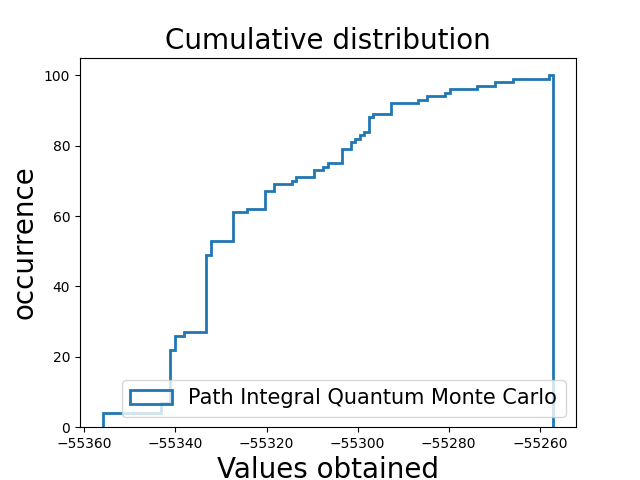 Cumulative distribution
occurrence
100
80
60
40
20
0
Path Integral Quantum Monte Carlo
−55360 −55340 −55320 −55300 −55280 −55260
Values obtained